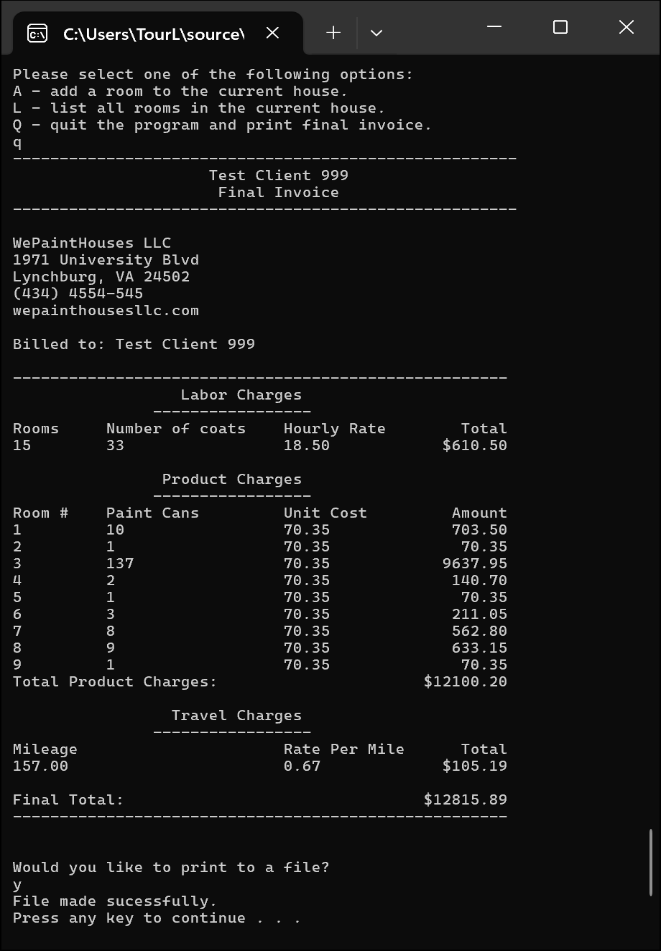 C:\Users\TourL\source\
Please select one of the following options:
A - add a room to the current house.
L - list all rooms in the current house.
Q - quit the program and print final invoice.
q
------------------------------------------------------
Test Client 999
Final Invoice
------------------------------------------------------
WePaintHouses LLC
1971 University Blvd
Lynchburg, VA 24502
(434) 4554-545
wepainthousesllc.com
Billed to: Test Client 999
-----------------------------------------------------
Labor Charges
-----------------
Rooms Number of coats Hourly Rate Total
15 33 18.50 $610.50
Product Charges
-----------------
Room # Paint Cans Unit Cost Amount
1 10 70.35 703.50
2 1 70.35 70.35
3 137 70.35 9637.95
4 2 70.35 140.70
5 1 70.35 70.35
6 3 70.35 211.05
7 8 70.35 562.80
8 9 70.35 633.15
9 1 70.35 70.35
Total Product Charges: $12100.20
Travel Charges
-----------------
Mileage Rate Per Mile Total
157.00 0.67 $105.19
Final Total: $12815.89
-----------------------------------------------------
Would you like to print to a file?
y
File made sucessfully.
Press any key to continue . . .